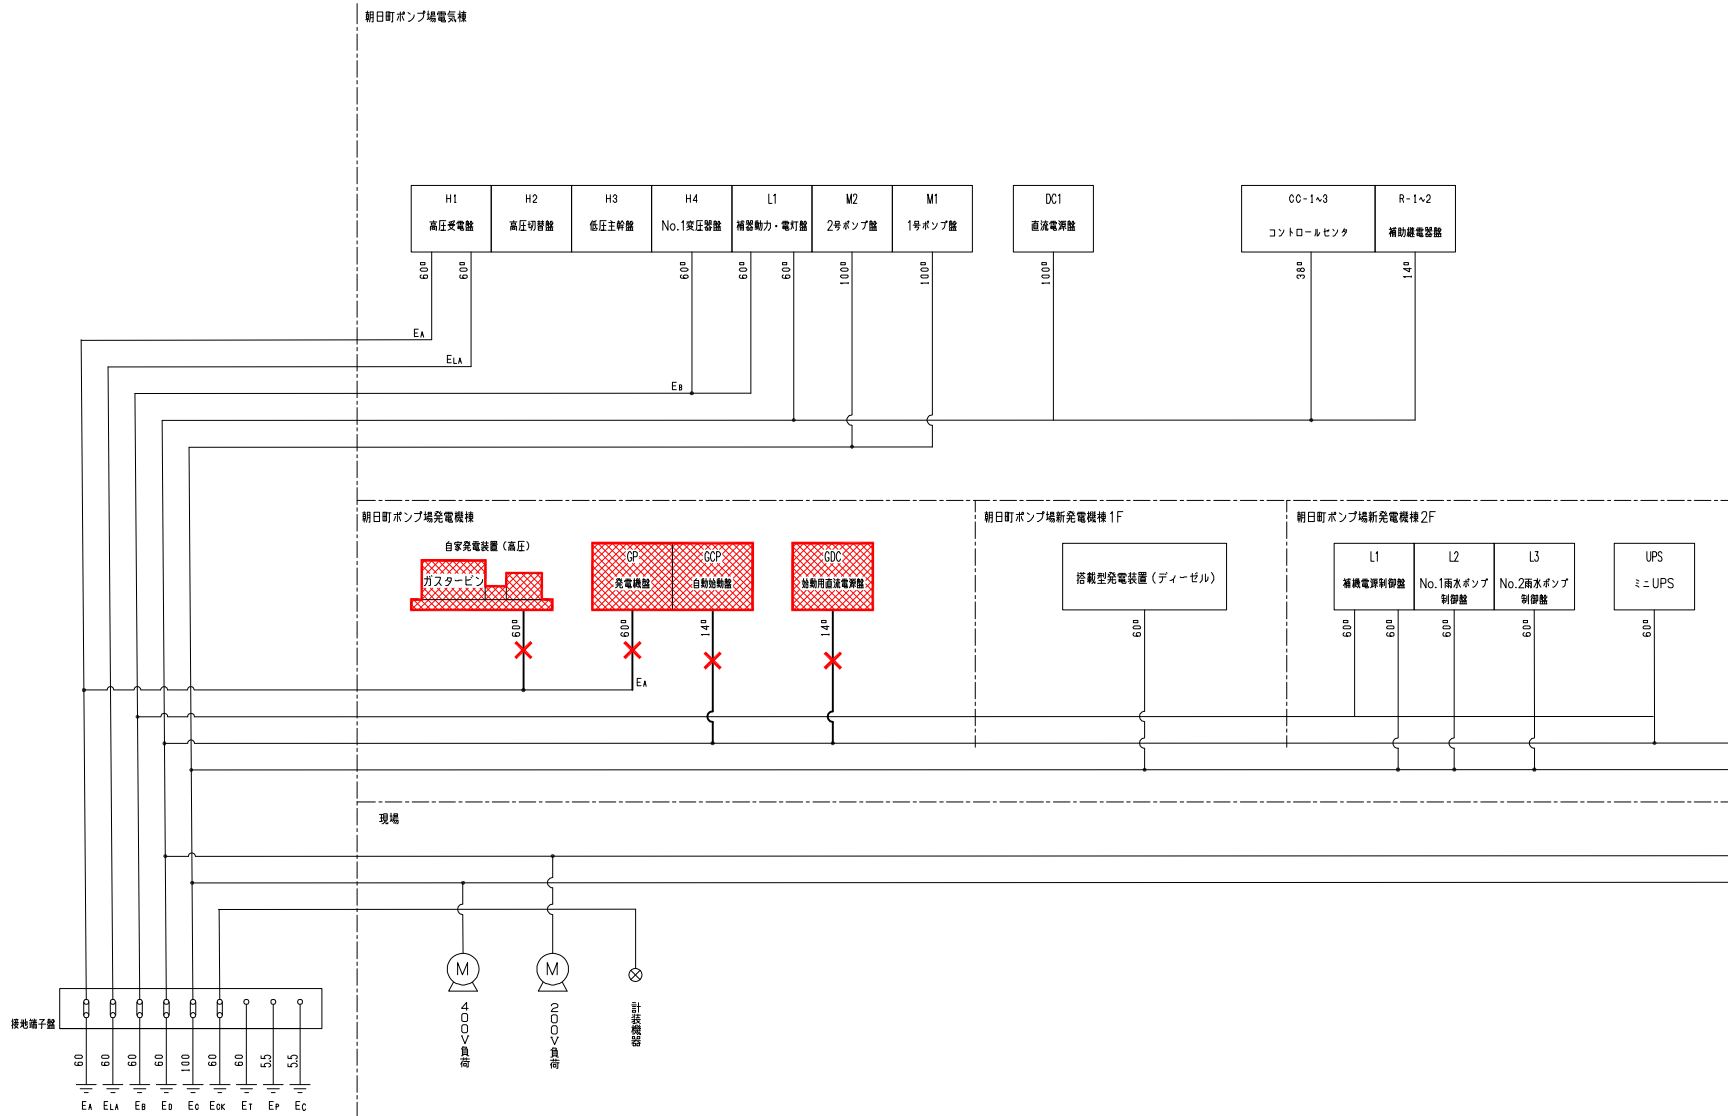 朝日町ポンプ場電気棟
H1
高圧受電盤
H2
高圧切替盤
H3
低圧主幹盤
H4
No.1変圧器盤
L1
補器動力・電灯盤
M2
2号ポンプ盤
M1
1号ポンプ盤
DC1
直流電源盤
CC-1~3
コントロールセンタ
R-1~2
補助継電器盤
60□
60□
60□
60□
60□
100□
100□
100□
38□
14□
EA
ELA
EB
朝日町ポンプ場発電機棟
自家発電装置（高圧）
ガスタービン
GP
発電機盤
GCP
自動始動盤
GDC
始動用直流電源盤
60□
60□
14□
14□
EA
朝日町ポンプ場新発電機棟1F
搭載型発電装置（ディーゼル）
60□
朝日町ポンプ場新発電機棟2F
L1
補機電源制御盤
L2
No.1雨水ポンプ
制御盤
L3
No.2雨水ポンプ
制御盤
UPS
ミニUPS
60□
60□
60□
60□
60□
現場
M
400V負荷
M
200V負荷
計装機器
接地端子盤
60
60
60
60
100
60
60
5.5
5.5
EA
ELA
EB
ED
EC
ECK
ET
EP
EC